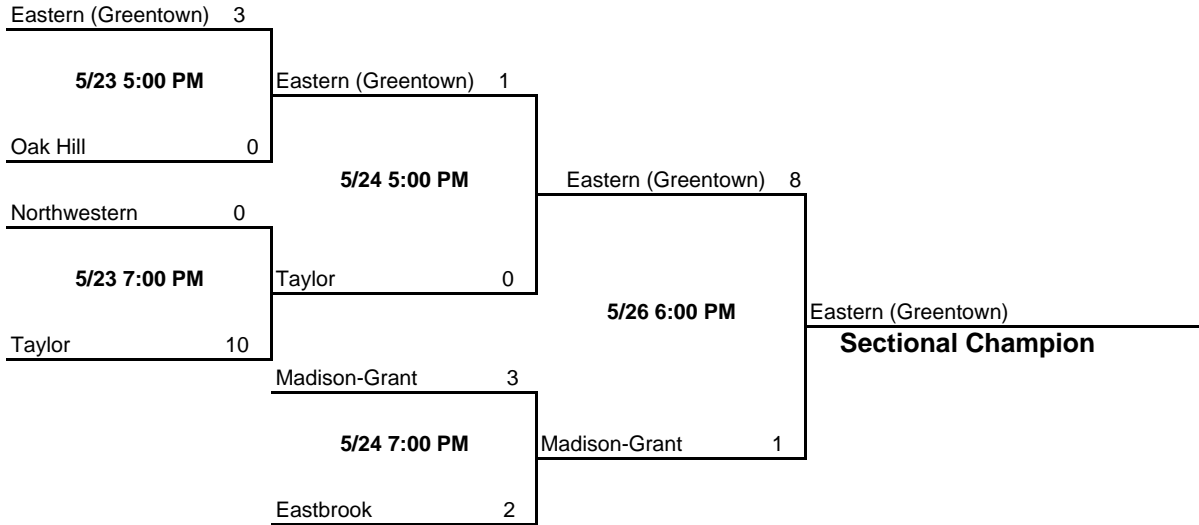 Eastern (Greentown) 3
5/23 5:00 PM
Oak Hill 0
Northwestern 0
5/23 7:00 PM
Taylor 10
Eastern (Greentown) 1
5/24 5:00 PM
Taylor 0
Madison-Grant 3
5/24 7:00 PM
Eastbrook 2
Eastern (Greentown) 8
5/26 6:00 PM
Madison-Grant 1
Eastern (Greentown)
Sectional Champion